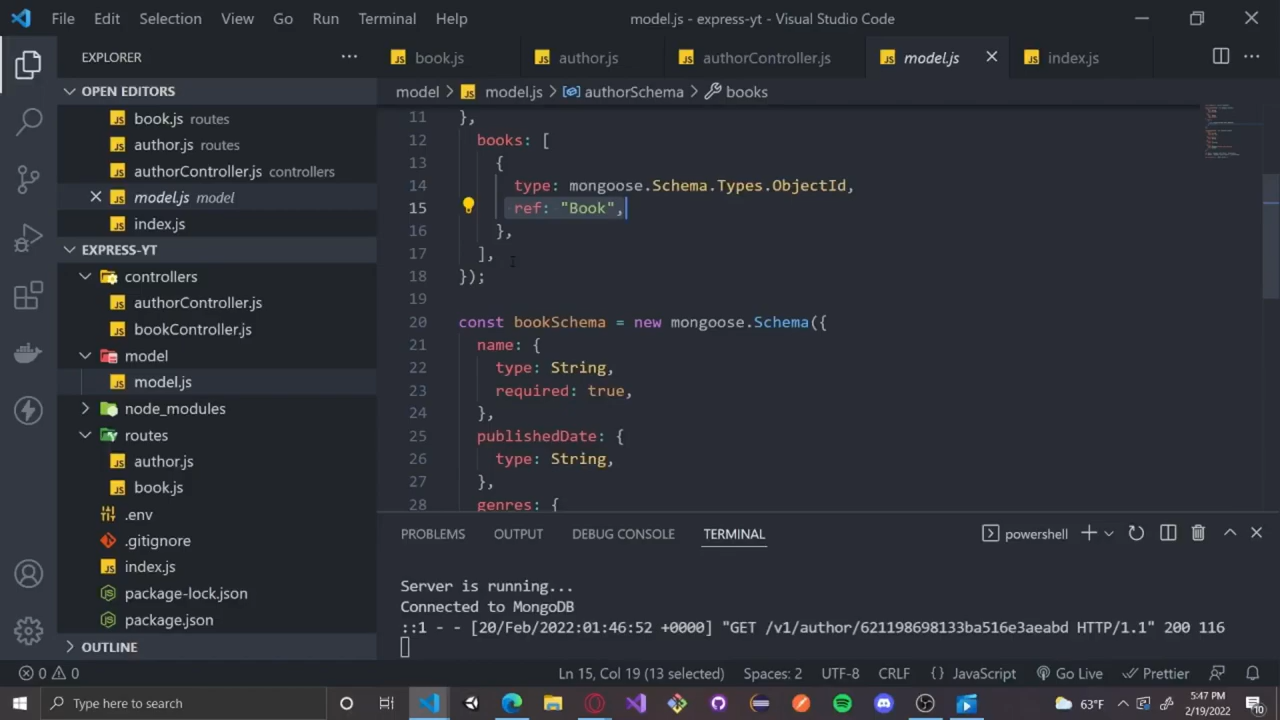 File Edit Selection View Go Run Terminal Help model.js - express-yt - Visual Studio Code
EXPLORER
book.js author.js authorController.js model.js index.js
OPEN EDITORS
model > model.js > authorSchema > books
book.js routes
author.js routes
authorController.js controllers
model.js model
index.js
EXPRESS-YT
controllers
authorController.js
bookController.js
model
model.js
node_modules
routes
author.js
book.js
.env
.gitignore
index.js
package-lock.json
package.json
OUTLINE
11 },
12 books: [
13 {
14 type: mongoose.Schema.Types.ObjectId,
15 ref: "Book",
16 },
17 ],
18 });
19
20 const bookSchema = new mongoose.Schema({
21 name: {
22 type: String,
23 required: true,
24 },
25 publishedDate: {
26 type: String,
27 },
28 genres: {
PROBLEMS OUTPUT DEBUG CONSOLE TERMINAL powershell
Server is running...
Connected to MongoDB
::1 - - [20/Feb/2022:01:46:52 +0000] "GET /v1/author/621198698133ba516e3aeabd HTTP/1.1" 200 116
0 0 Ln 15, Col 19 (13 selected) Spaces: 2 UTF-8 CRLF {} JavaScript Go Live Prettier
Type here to search 63°F 5:47 PM
2/19/2022 10